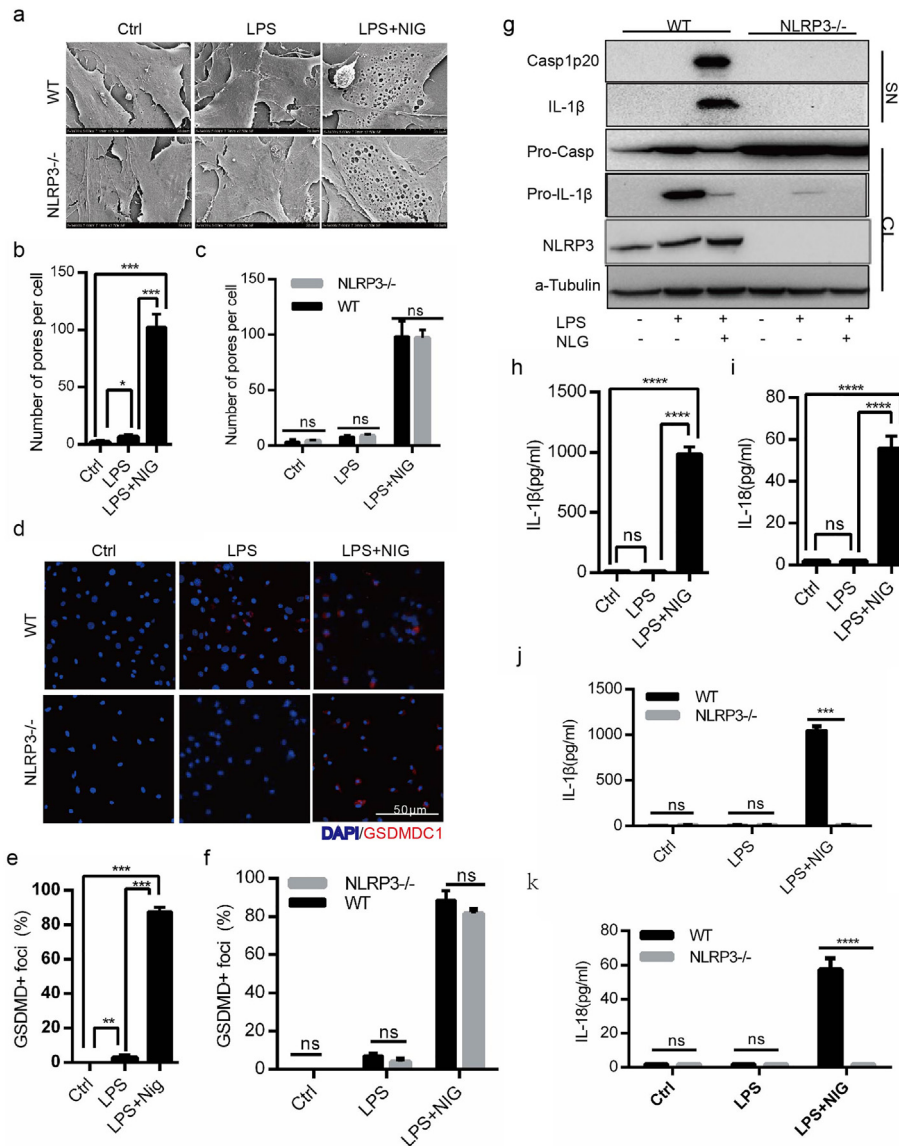 a
Ctrl
LPS
LPS+NIG
WT
NLRP3-/-
b
Number of pores per cell
150
100
50
0
***
***
*
Ctrl
LPS
LPS+NIG
c
Number of pores per cell
150
100
50
0
NLRP3-/-
WT
ns
ns
ns
Ctrl
LPS
LPS+NIG
d
Ctrl
LPS
LPS+NIG
WT
NLRP3-/-
50μm
DAPI/GSDMDC1
e
GSDMD+ foci (%)
100
80
60
40
20
0
***
***
**
Ctrl
LPS
LPS+Nig
f
GSDMD+ foci (%)
100
80
60
40
20
0
NLRP3-/-
WT
ns
ns
Ctrl
LPS
LPS+NIG
g
WT
NLRP3-/-
Casp1p20
IL-1β
SN
Pro-Casp
Pro-IL-1β
NLRP3
a-Tubulin
CL
LPS - + + - + +
NLG - - + - - +
h
IL-1β(pg/ml)
1500
1000
500
0
****
****
ns
Ctrl
LPS
LPS+NIG
i
IL-18(pg/ml)
80
60
40
20
0
****
****
ns
Ctrl
LPS
LPS+NIG
j
IL-1β(pg/ml)
1500
1000
500
0
WT
NLRP3-/-
***
ns
ns
Ctrl
LPS
LPS+NIG
k
IL-18(pg/ml)
80
60
40
20
0
WT
NLRP3-/-
****
ns
ns
Ctrl
LPS
LPS+NIG